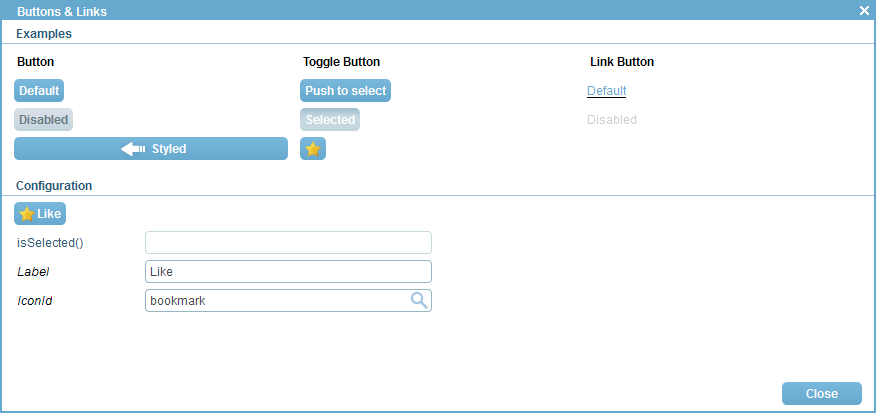 Buttons & Links
Examples
Button Toggle Button Link Button
Default Push to select Default
Disabled Selected Disabled
Styled
Configuration
Like
isSelected()
Label Like
IconId bookmark
Close